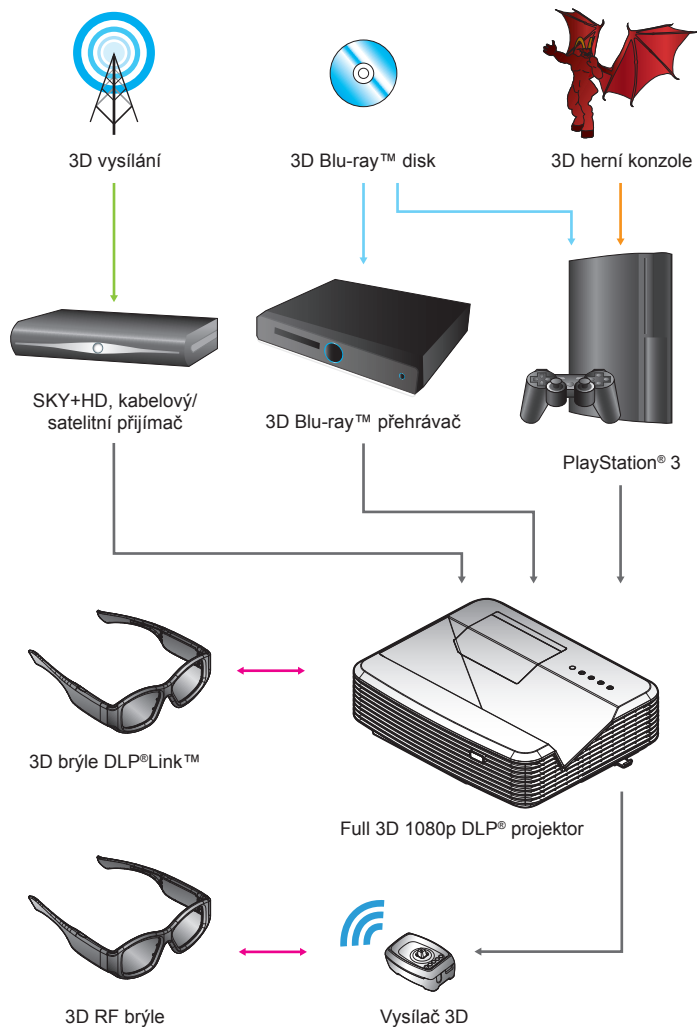 3D vysílání
3D Blu-ray™ disk
3D herní konzole
SKY+HD, kabelový/
satelitní přijímač
3D Blu-ray™ přehrávač
PlayStation® 3
3D brýle DLP®Link™
Full 3D 1080p DLP® projektor
3D RF brýle
Vysílač 3D